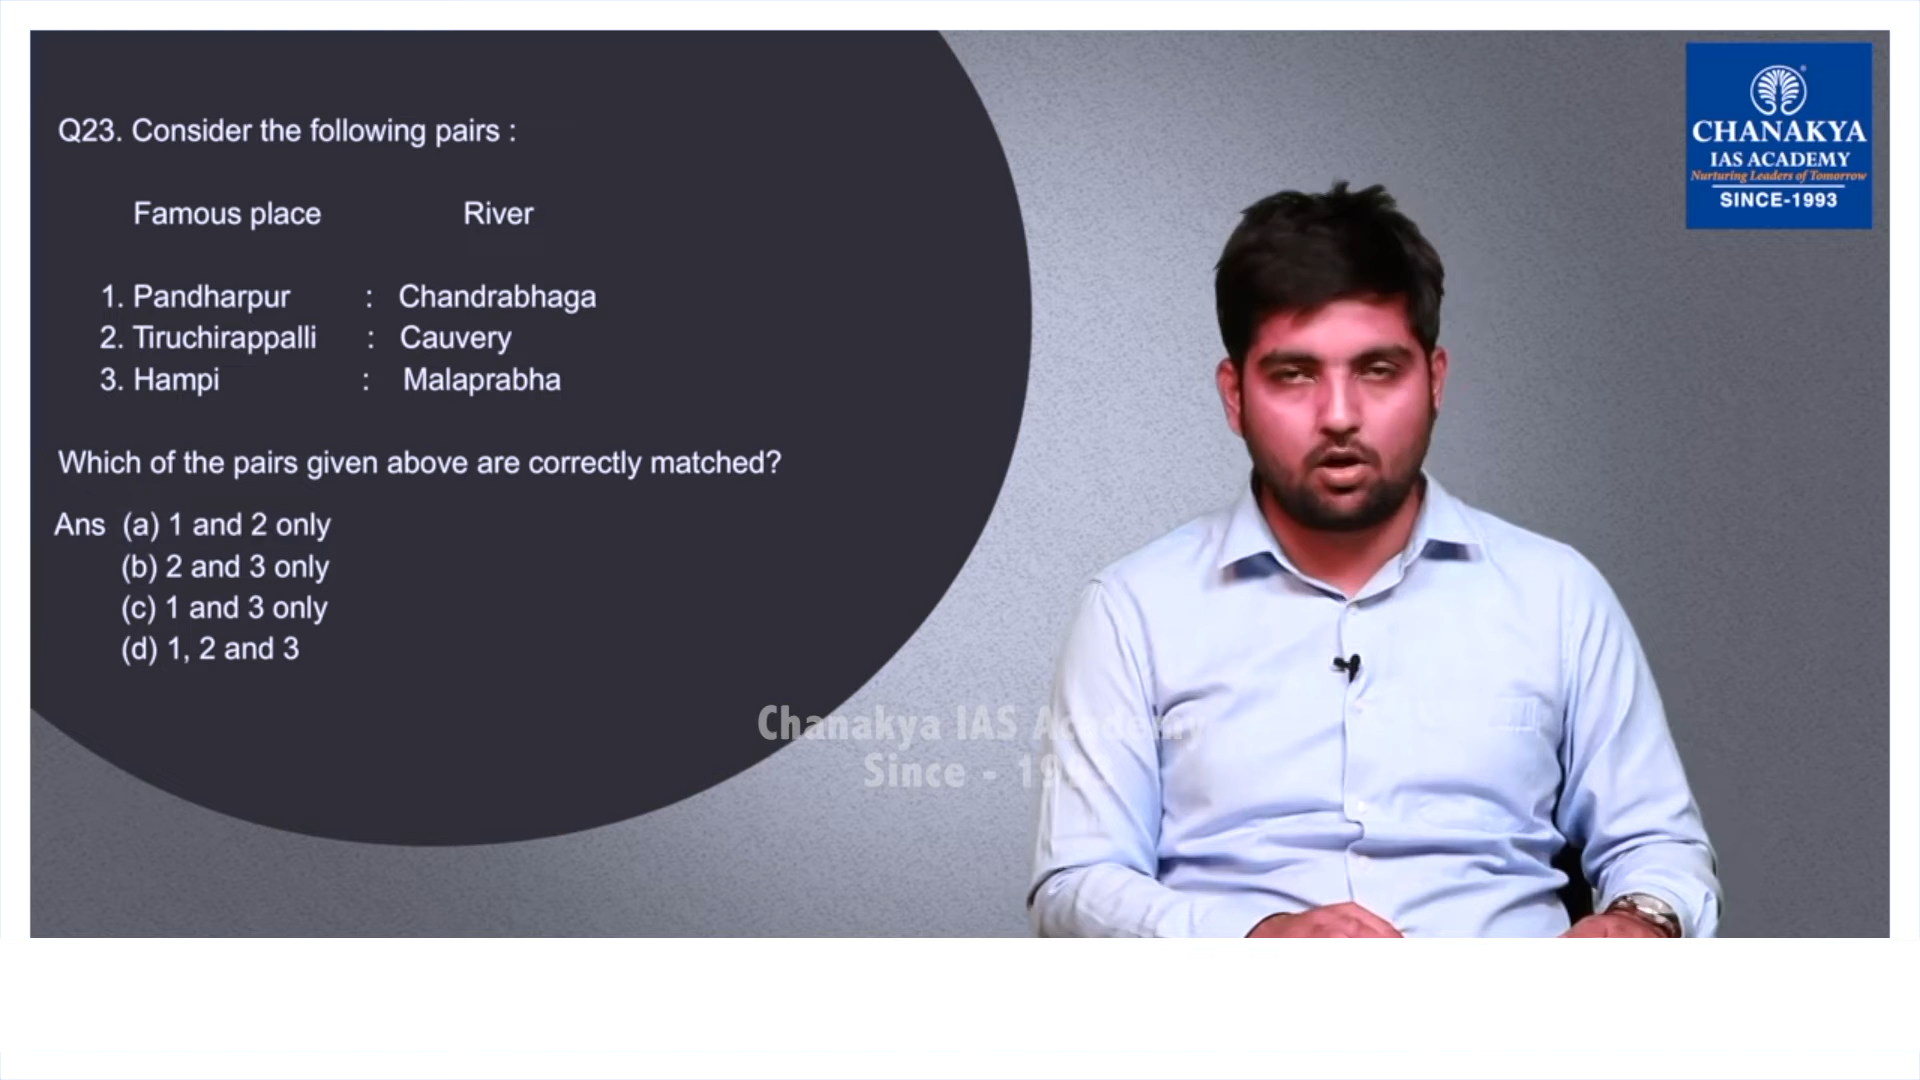 Q23. Consider the following pairs :
Famous place River
1. Pandharpur : Chandrabhaga
2. Tiruchirappalli : Cauvery
3. Hampi : Malaprabha
Which of the pairs given above are correctly matched?
Ans (a) 1 and 2 only
(b) 2 and 3 only
(c) 1 and 3 only
(d) 1, 2 and 3
CHANAKYA
IAS ACADEMY
Nurturing Leaders of Tomorrow
SINCE-1993
Chanakya IAS Academy
Since - 1993